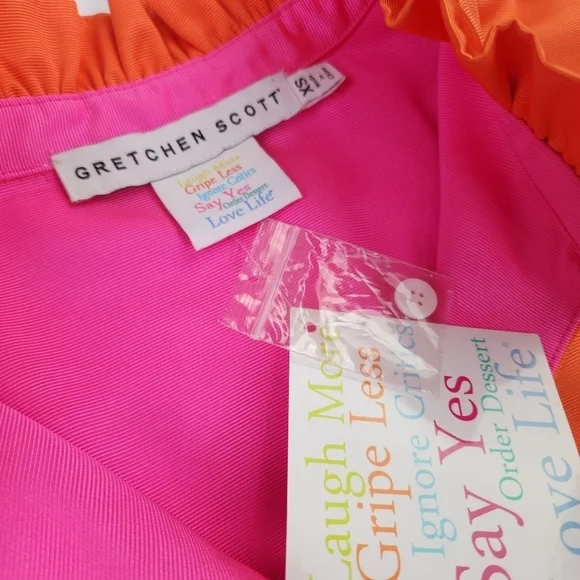 GRETCHEN SCOTT
XS
Laugh More
Gripe Less
Ignore Critics
Say Yes
Order Dessert
Love Life®
Laugh More
Gripe Less
Ignore Critics
Say Yes
Order Dessert
Love Life